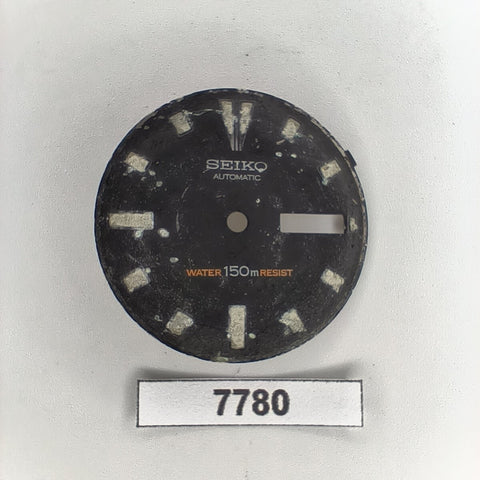 SEIKO
AUTOMATIC
WATER 150m RESIST
7780